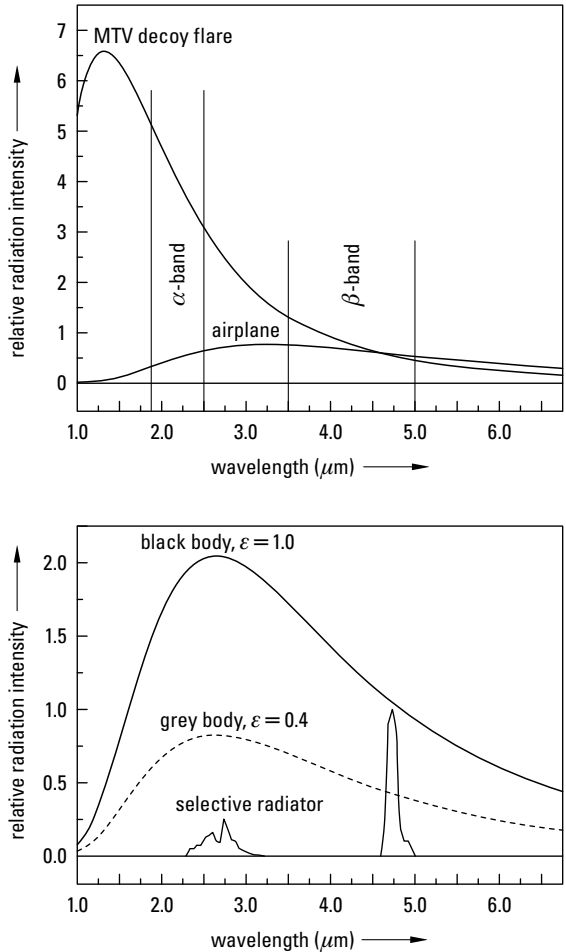 MTV decoy flare
7
6
5
4
3
2
1
0
relative radiation intensity
α-band
β-band
airplane
1.0 2.0 3.0 4.0 5.0 6.0
wavelength (µm)
black body, ε = 1.0
2.0
1.5
1.0
0.5
0.0
relative radiation intensity
grey body, ε = 0.4
selective radiator
1.0 2.0 3.0 4.0 5.0 6.0
wavelength (µm)